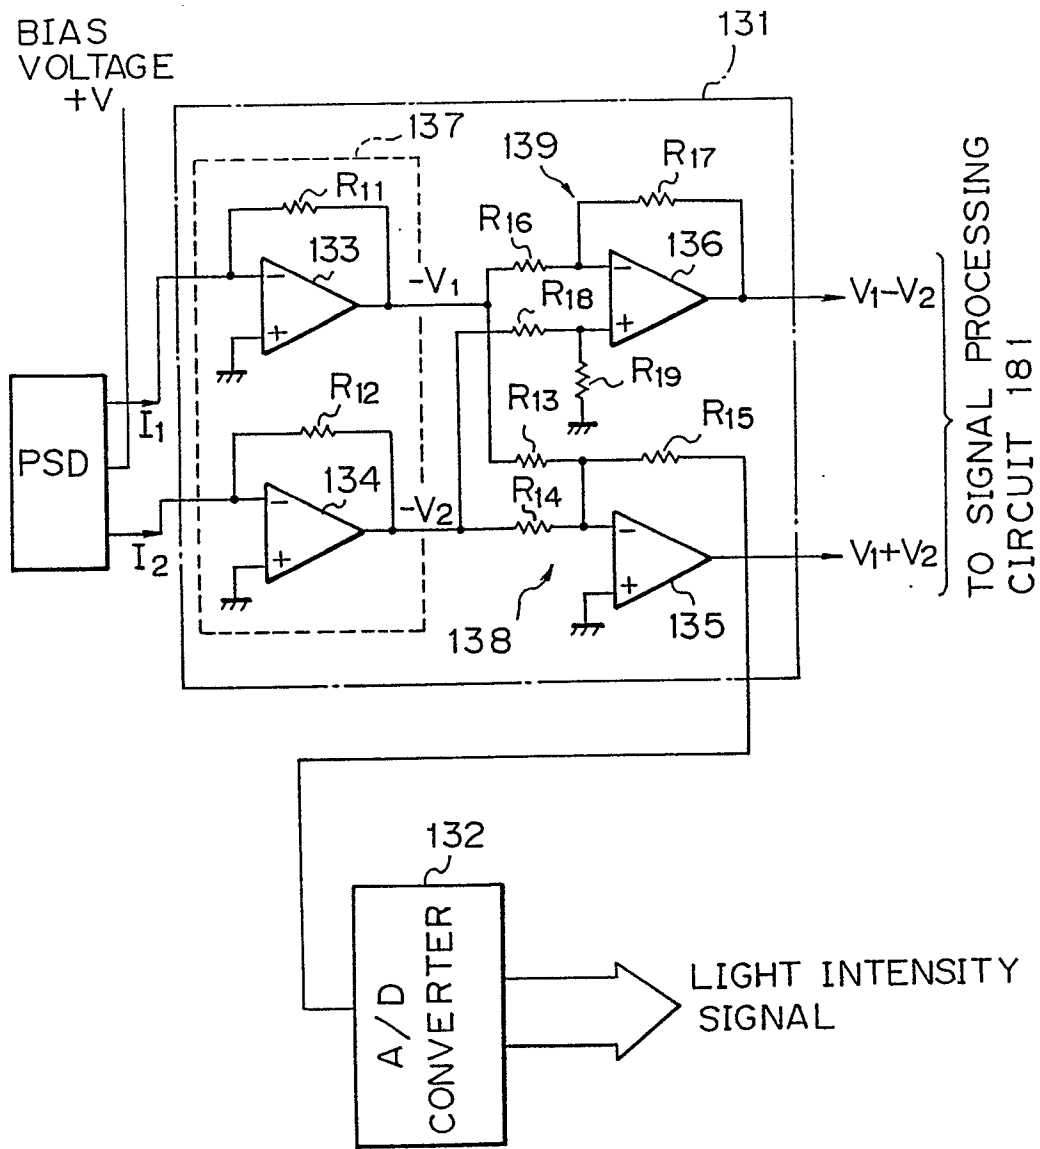 131
BIAS
VOLTAGE
+V
137
139
R17
R11
R16
133
136
-V1
V1-V2
R18
R19
I1
R12
R13
R15
PSD
134
-V2
R14
I2
V1+V2
138
135
TO SIGNAL PROCESSING
CIRCUIT 181
132
A/D
CONVERTER
LIGHT INTENSITY
SIGNAL
−
+
−
+
−
+
−
+